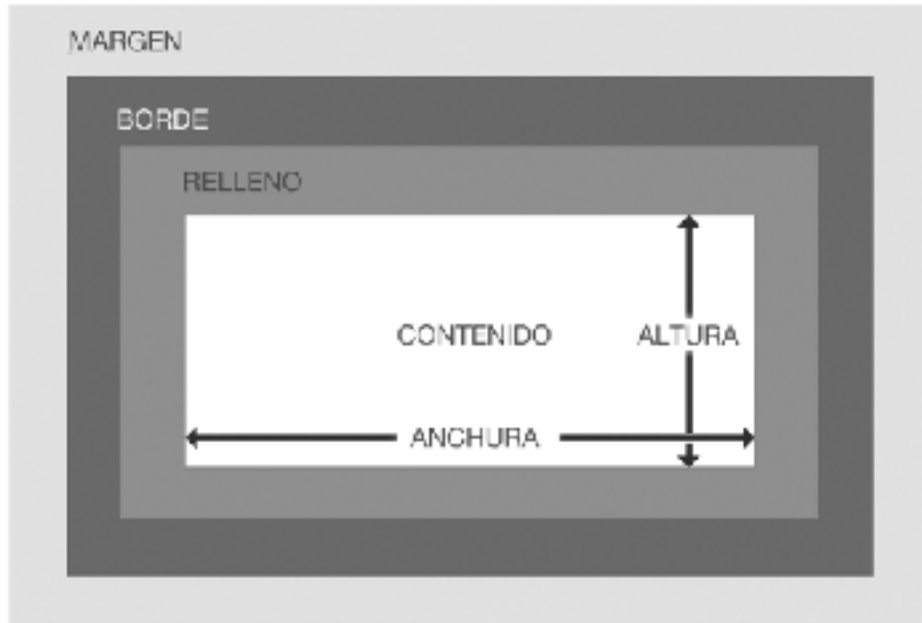 MARGEN
BORDE
RELLENO
CONTENIDO
ALTURA
ANCHURA